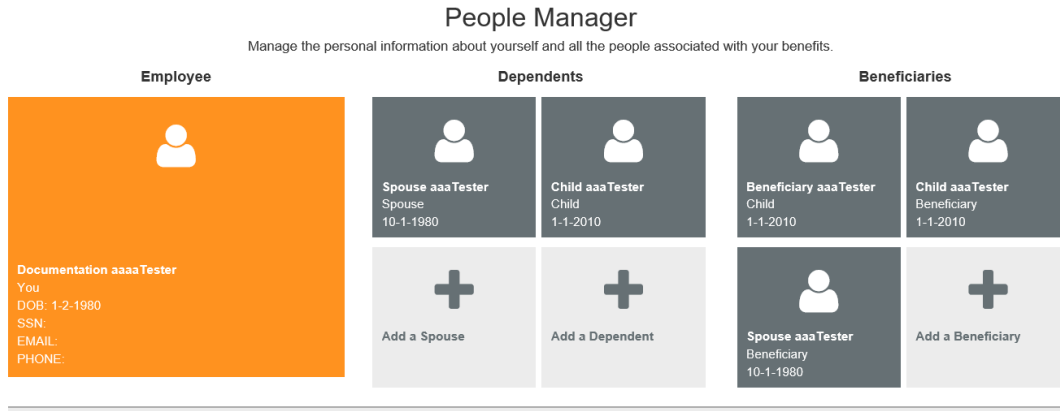 People Manager
Manage the personal information about yourself and all the people associated with your benefits.
Employee
Documentation aaaaTester
You
DOB: 1-2-1980
SSN:
EMAIL:
PHONE:
Dependents
Spouse aaaTester
Spouse
10-1-1980
Child aaaTester
Child
1-1-2010
Add a Spouse
Add a Dependent
Beneficiaries
Beneficiary aaaTester
Child
1-1-2010
Child aaaTester
Beneficiary
1-1-2010
Spouse aaaTester
Beneficiary
10-1-1980
Add a Beneficiary